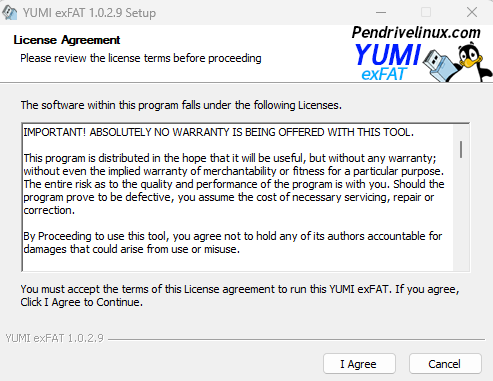 YUMI exFAT 1.0.2.9 Setup
License Agreement
Please review the license terms before proceeding
Pendrivelinux.com
YUMI
exFAT
The software within this program falls under the following Licenses.
IMPORTANT! ABSOLUTELY NO WARRANTY IS BEING OFFERED WITH THIS TOOL.
This program is distributed in the hope that it will be useful, but without any warranty;
without even the implied warranty of merchantability or fitness for a particular purpose.
The entire risk as to the quality and performance of the program is with you. Should the
program prove to be defective, you assume the cost of necessary servicing, repair or
correction.
By Proceeding to use this tool, you agree not to hold any of its authors accountable for
damages that could arise from use or misuse.
You must accept the terms of this License agreement to run this YUMI exFAT. If you agree,
Click I Agree to Continue.
YUMI exFAT 1.0.2.9
I Agree
Cancel